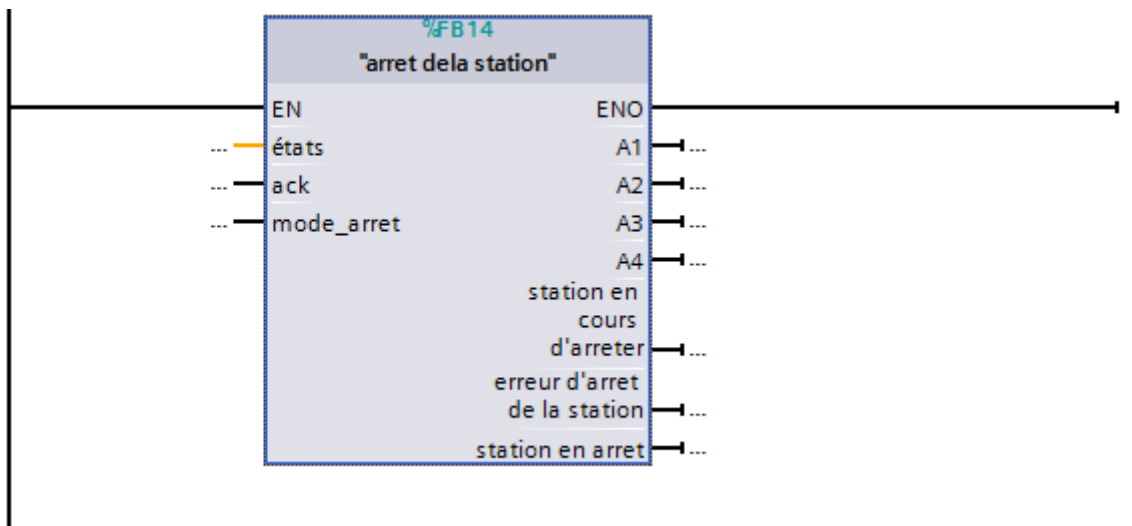 %FB14
"arret dela station"
EN ENO
... états A1 ...
... ack A2 ...
... mode_arret A3 ...
A4 ...
station en
cours
d'arreter ...
erreur d'arret
de la station ...
station en arret ...